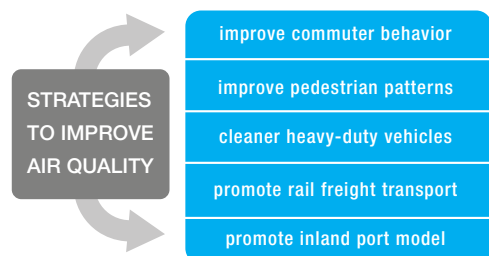 STRATEGIES
TO IMPROVE
AIR QUALITY
improve commuter behavior
improve pedestrian patterns
cleaner heavy-duty vehicles
promote rail freight transport
promote inland port model